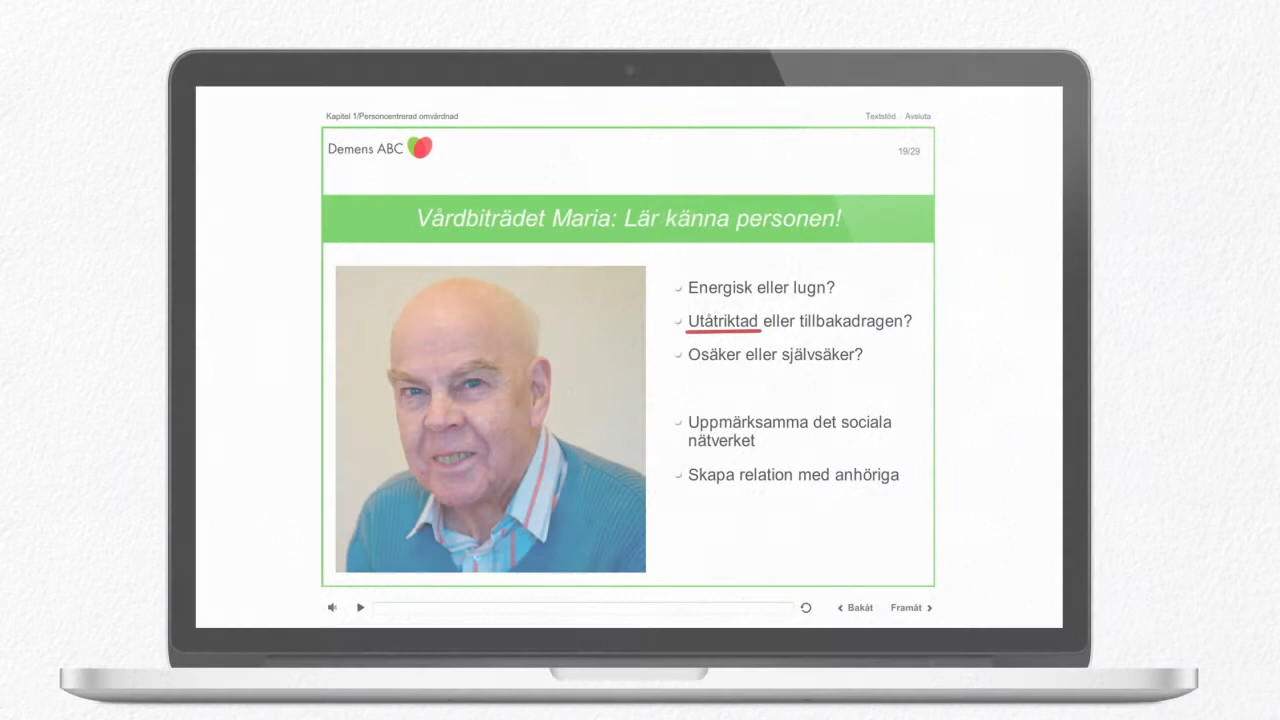 Kapitel 1/Personcentrerad omvårdnad
Textstöd Avsluta
Demens ABC
19/29
Vårdbiträdet Maria: Lär känna personen!
Energisk eller lugn?
Utåtriktad eller tillbakadragen?
Osäker eller självsäker?
Uppmärksamma det sociala
nätverket
Skapa relation med anhöriga
Bakåt
Framåt